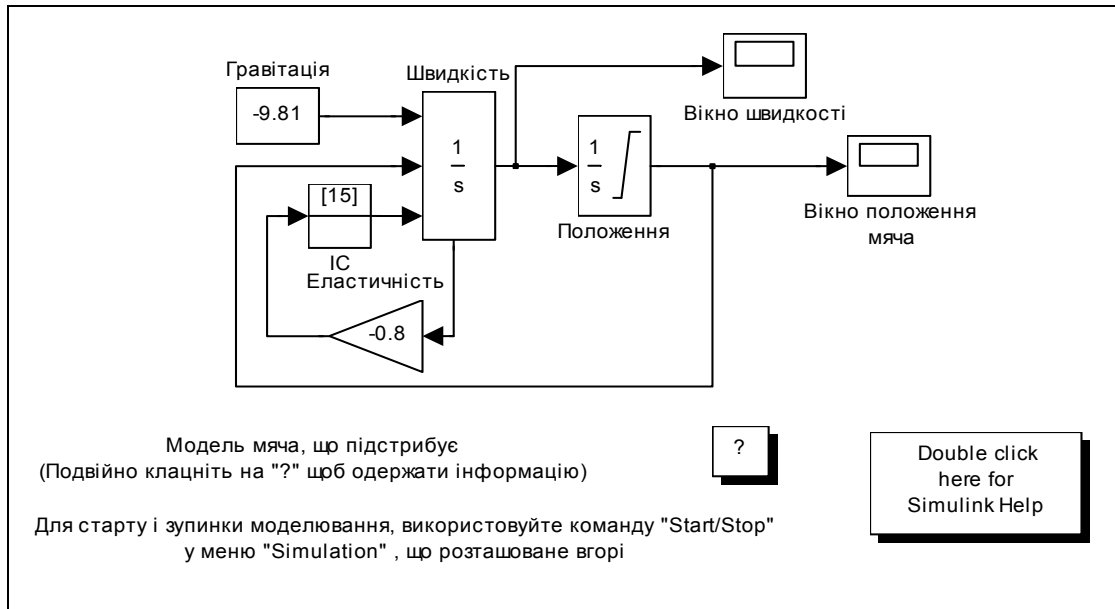 Гравітація
-9.81
Швидкість
1
s
[15]
IC
Еластичність
-0.8
1
s
Положення
Вікно швидкості
Вікно положення
мяча
Модель мяча, що підстрибує
(Подвійно клацніть на "?" щоб одержати інформацію)
?
Double click
here for
Simulink Help
Для старту і зупинки моделювання, використовуйте команду "Start/Stop"
у меню "Simulation" , що розташоване вгорі